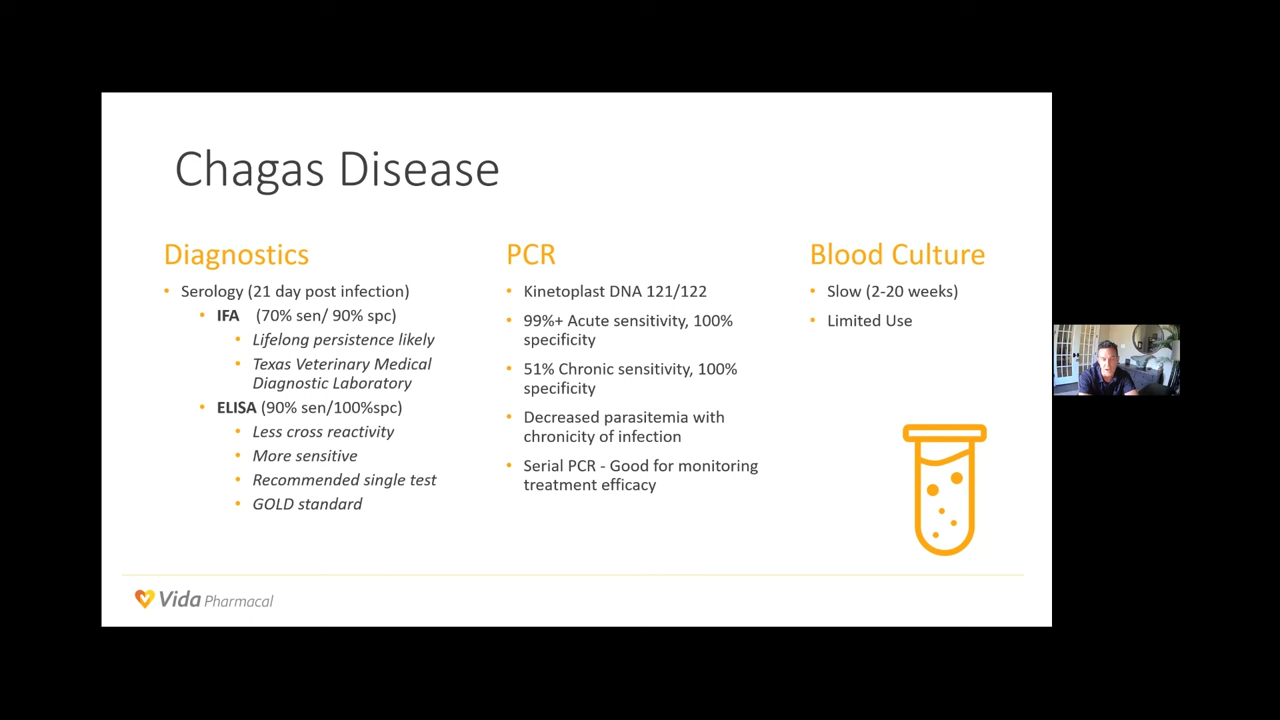 Chagas Disease
Diagnostics
• Serology (21 day post infection)
• IFA (70% sen/ 90% spc)
• Lifelong persistence likely
• Texas Veterinary Medical
Diagnostic Laboratory
• ELISA (90% sen/100%spc)
• Less cross reactivity
• More sensitive
• Recommended single test
• GOLD standard
PCR
• Kinetoplast DNA 121/122
• 99%+ Acute sensitivity, 100%
specificity
• 51% Chronic sensitivity, 100%
specificity
• Decreased parasitemia with
chronicity of infection
• Serial PCR - Good for monitoring
treatment efficacy
Blood Culture
• Slow (2-20 weeks)
• Limited Use
Vida Pharmacal